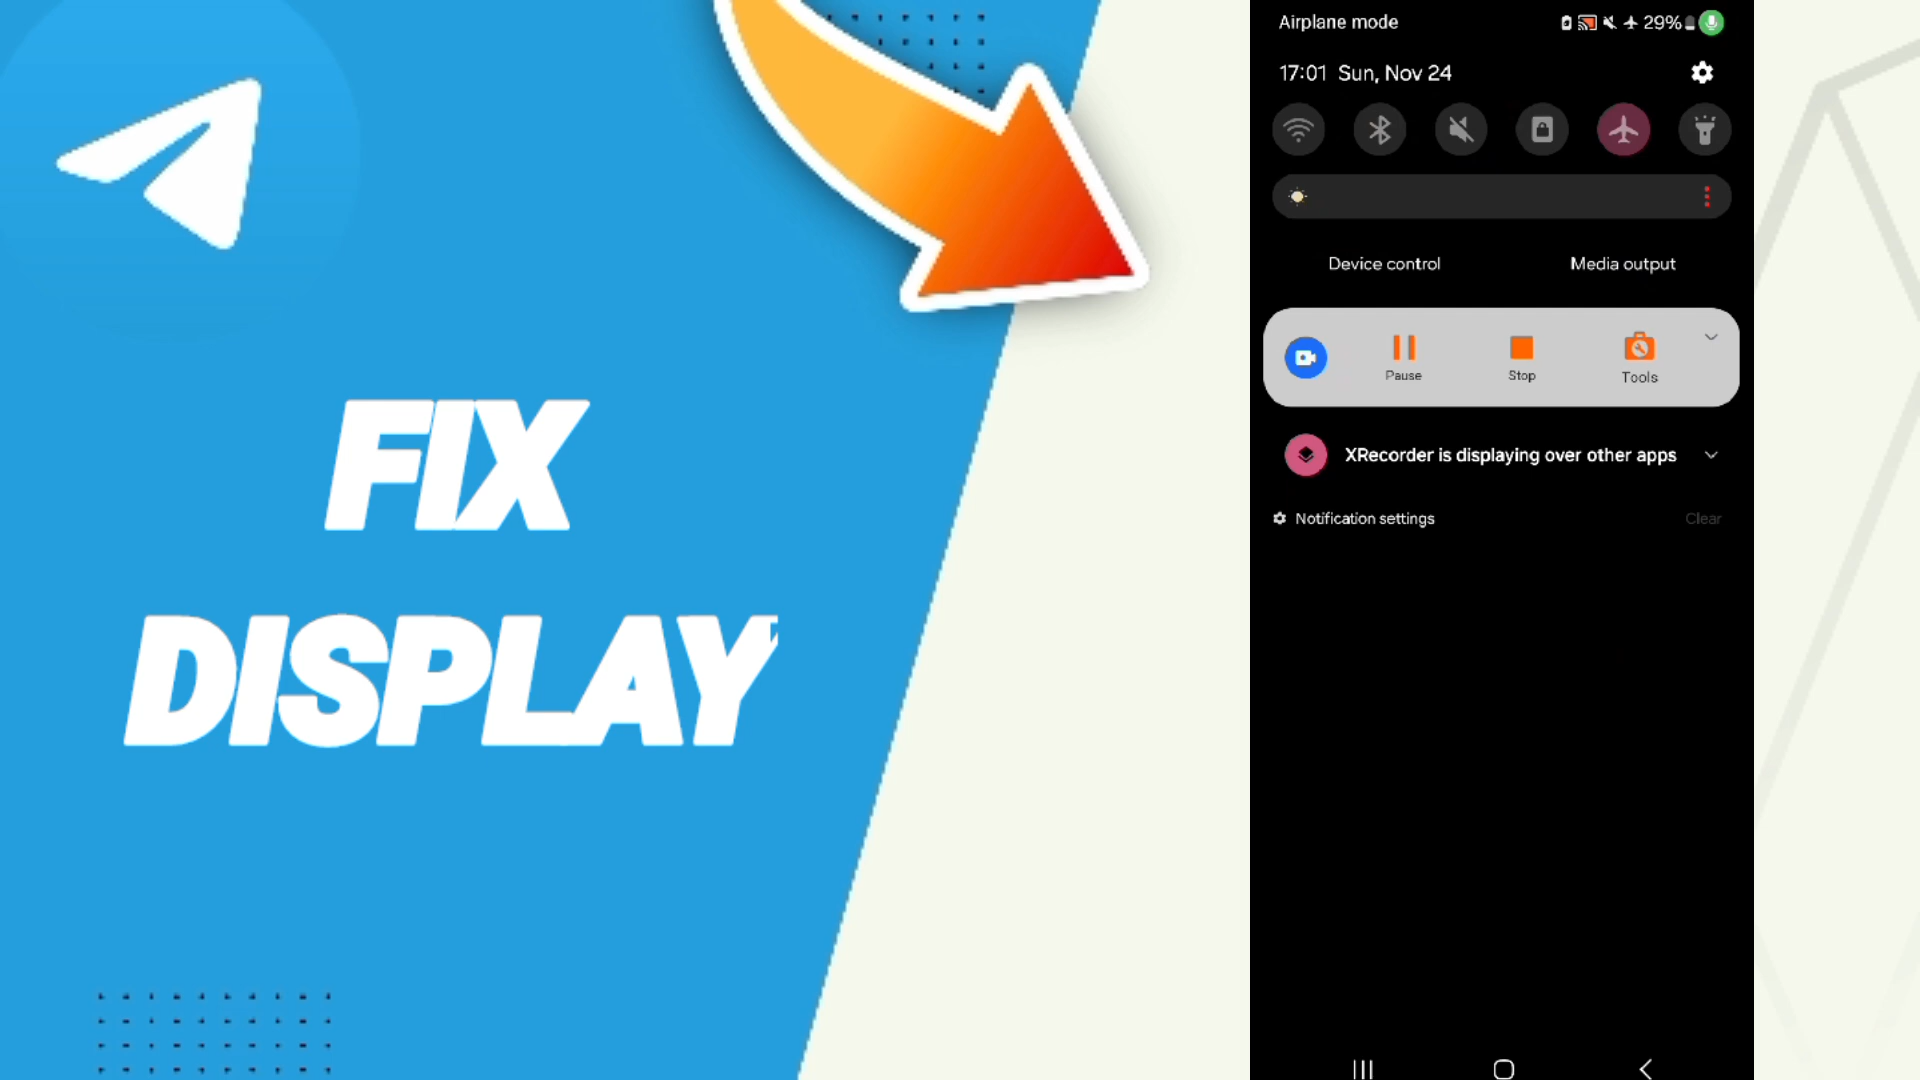 FIX
DISPLAY
Airplane mode
29%
17:01 Sun, Nov 24
Device control
Media output
Pause
Stop
Tools
XRecorder is displaying over other apps
Notification settings
Clear